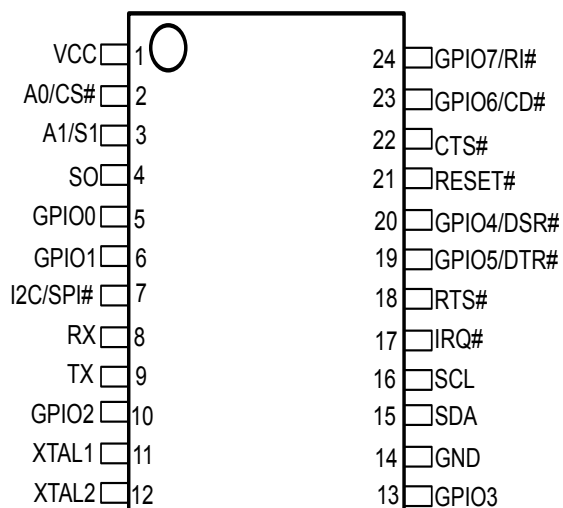 VCC 1 24 GPIO7/RI#
A0/CS# 2 23 GPIO6/CD#
A1/S1 3 22 CTS#
SO 4 21 RESET#
GPIO0 5 20 GPIO4/DSR#
GPIO1 6 19 GPIO5/DTR#
I2C/SPI# 7 18 RTS#
RX 8 17 IRQ#
TX 9 16 SCL
GPIO2 10 15 SDA
XTAL1 11 14 GND
XTAL2 12 13 GPIO3